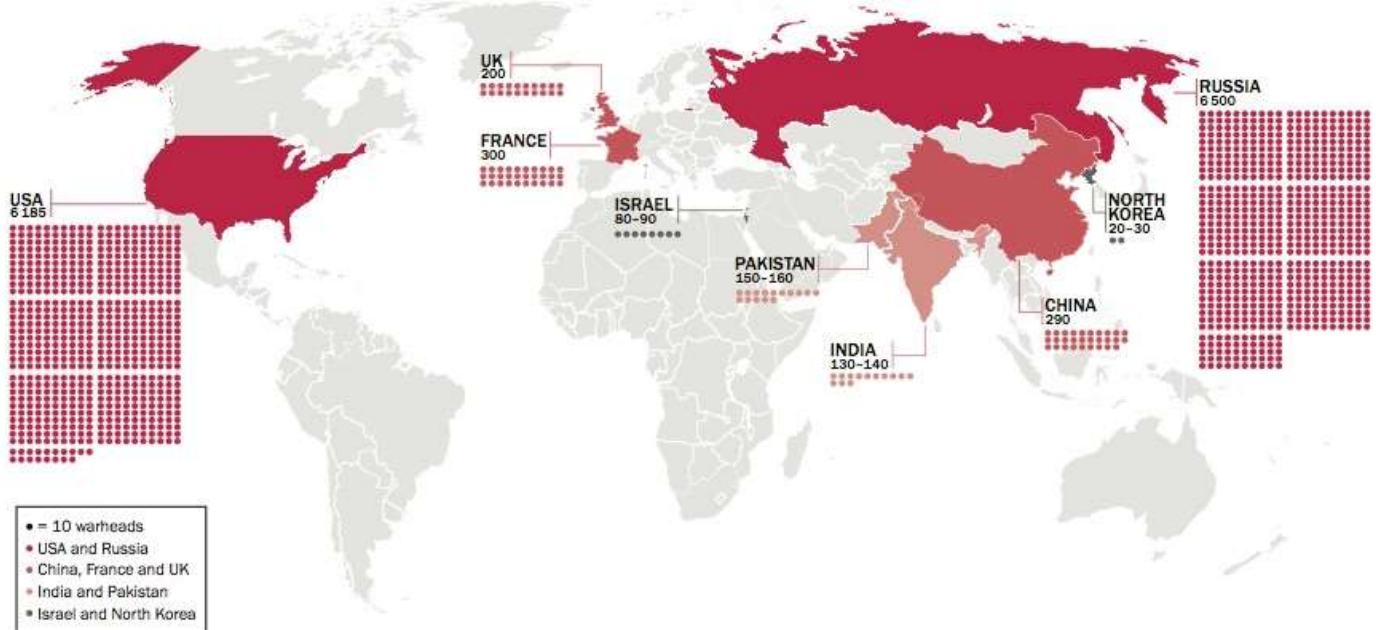 UK
200
FRANCE
300
RUSSIA
6 500
USA
6 185
ISRAEL
80–90
NORTH
KOREA
20–30
PAKISTAN
150–160
CHINA
290
INDIA
130–140
• = 10 warheads
• USA and Russia
• China, France and UK
• India and Pakistan
• Israel and North Korea